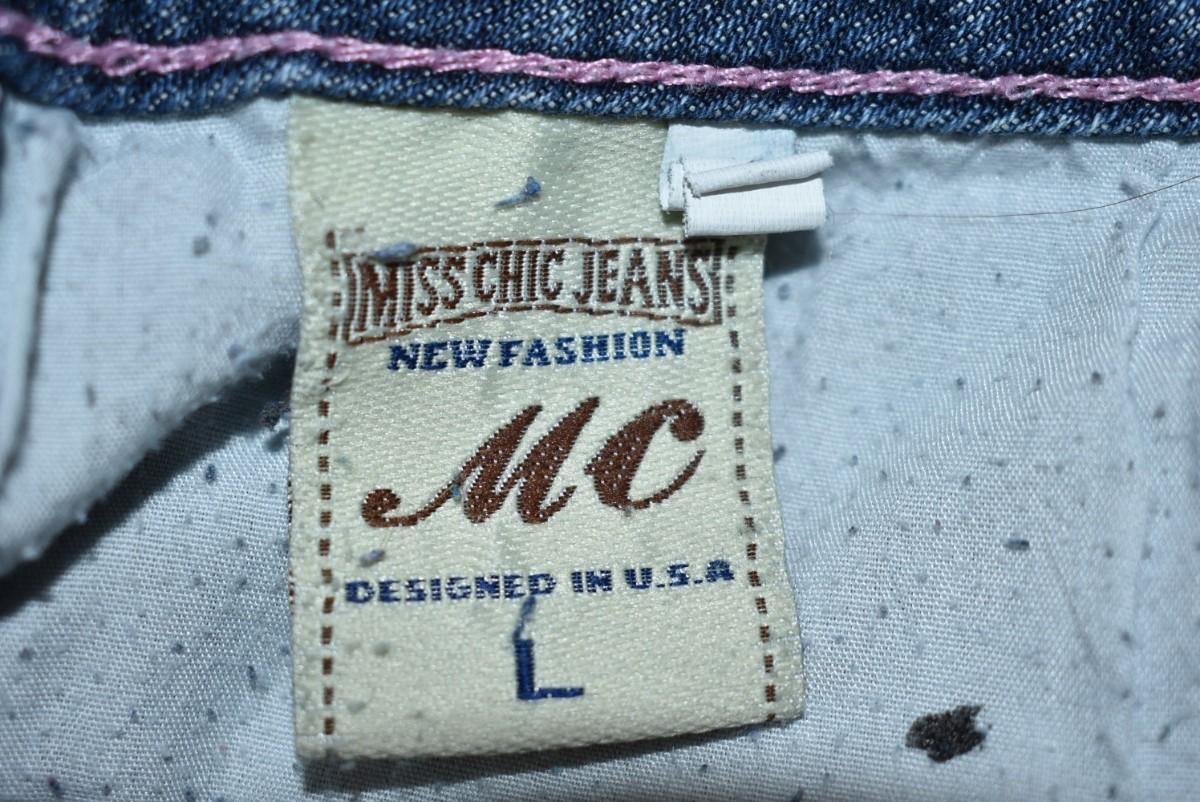 MISS CHIC JEANS
NEW FASHION
MC
DESIGNED IN U.S.A
L